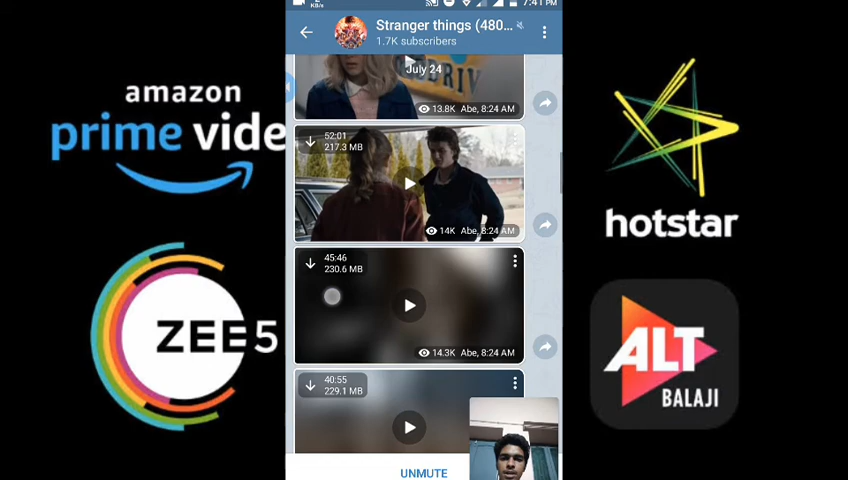 KB/s
7:41 PM
Stranger things (480...
1.7K subscribers
July 24
13.8K Abe, 8:24 AM
52:01
217.3 MB
14K Abe, 8:24 AM
45:46
230.6 MB
14.3K Abe, 8:24 AM
40:55
229.1 MB
UNMUTE
amazon
prime vide
ZEE5
hotstar
ALT
BALAJI